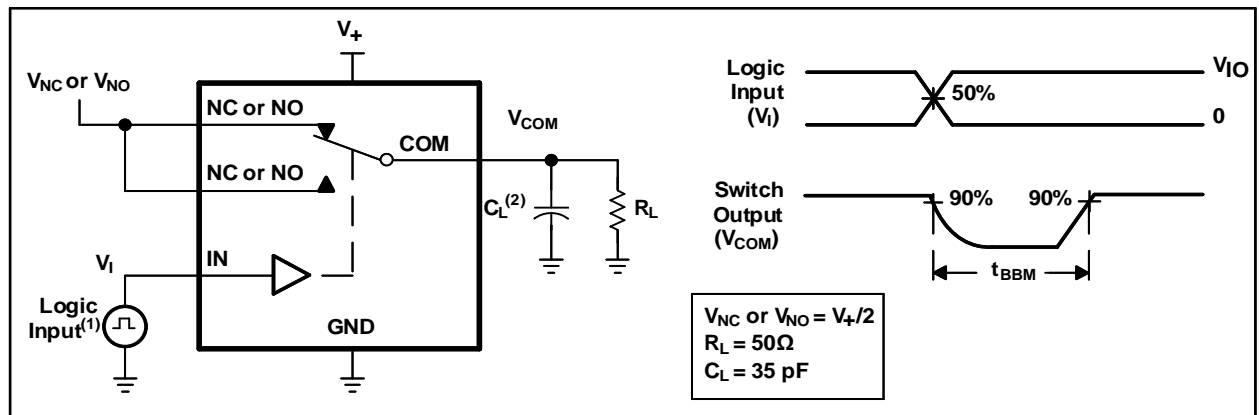 V+
VNC or VNO
NC or NO
VCOM
COM
NC or NO
CL(2)
RL
VI
IN
Logic
Input(1)
GND
Logic
Input
(VI)
VIO
50%
0
Switch
Output
(VCOM)
90%
90%
tBBM
VNC or VNO = V+/2
RL = 50Ω
CL = 35 pF